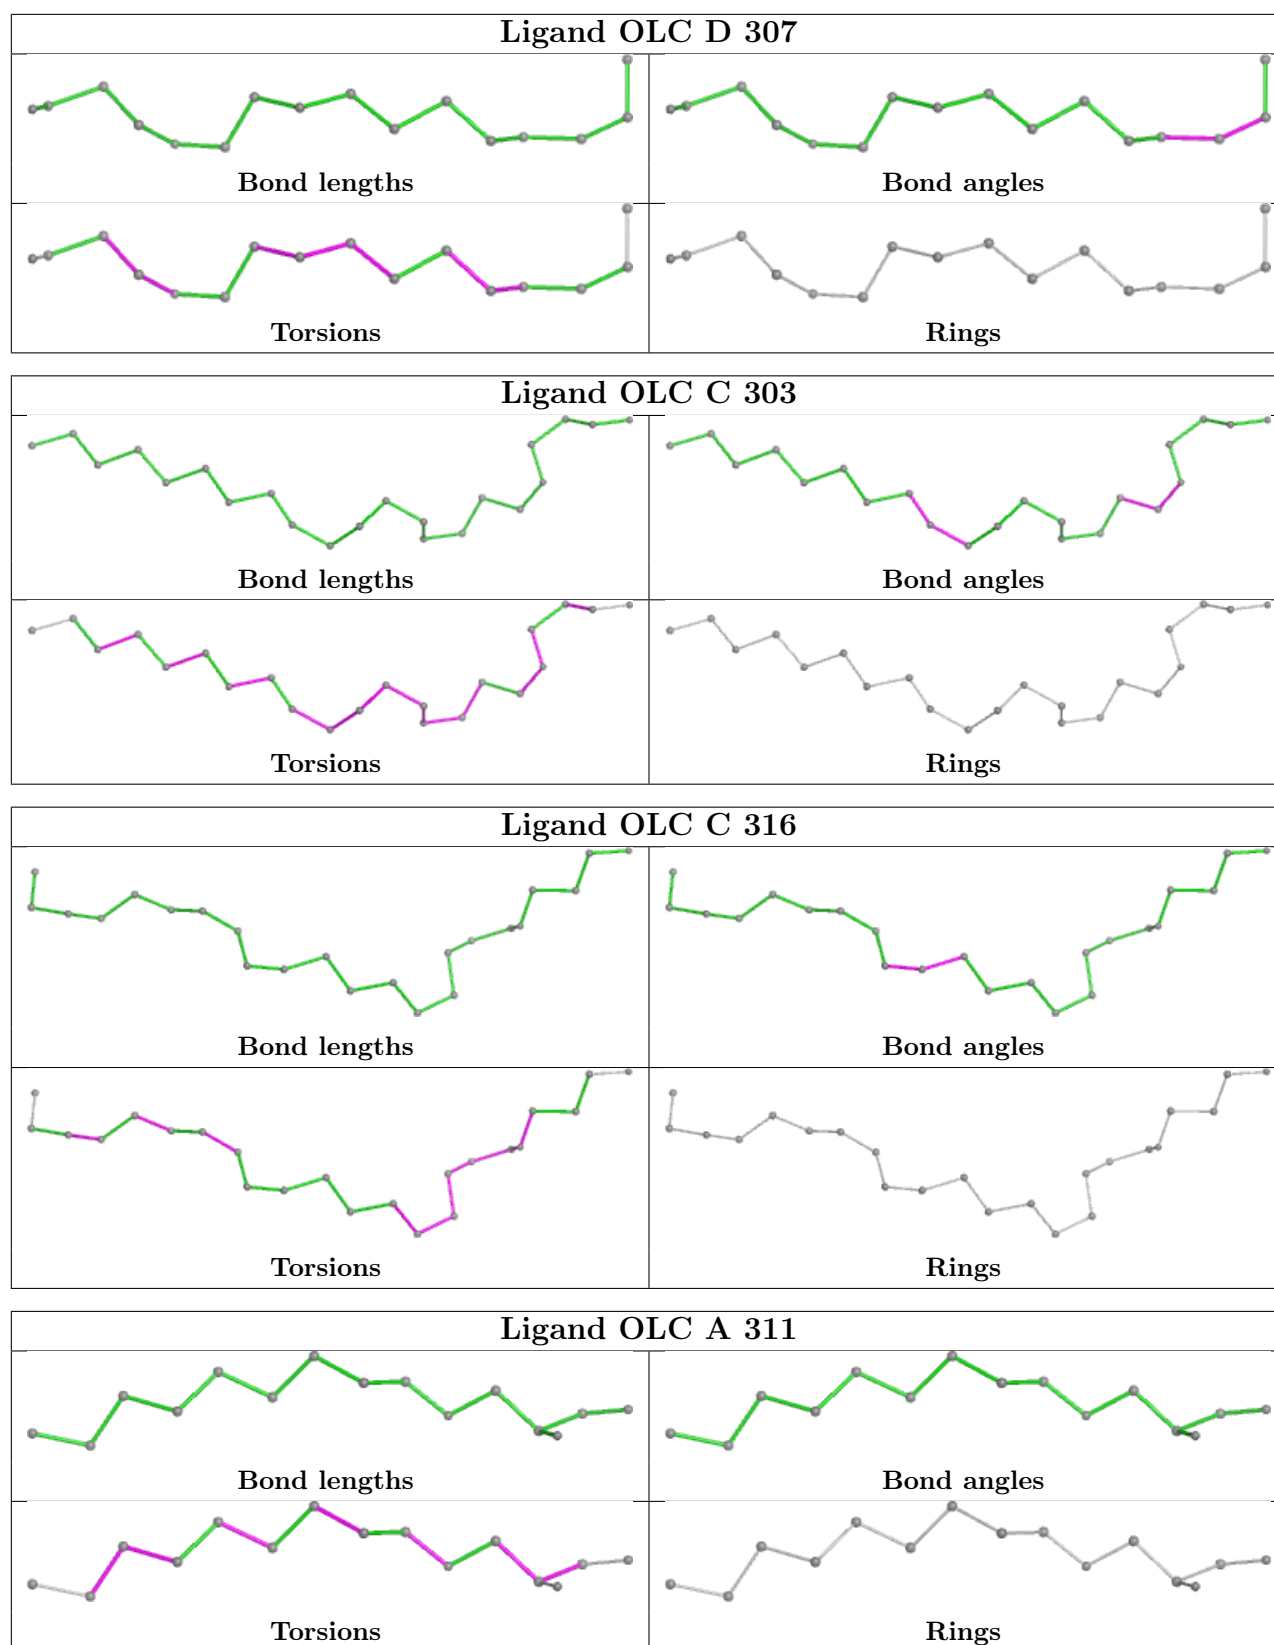 Ligand OLC D 307
Bond lengths
Bond angles
Torsions
Rings
Ligand OLC C 303
Bond lengths
Bond angles
Torsions
Rings
Ligand OLC C 316
Bond lengths
Bond angles
Torsions
Rings
Ligand OLC A 311
Bond lengths
Bond angles
Torsions
Rings